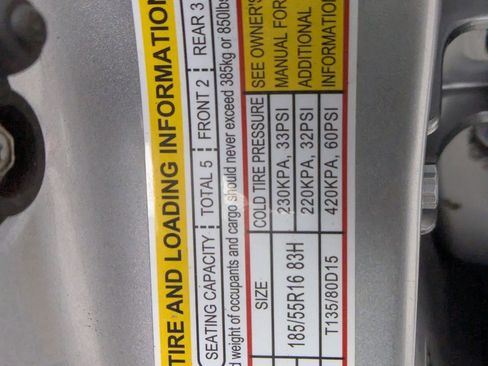 TIRE AND LOADING INFORMATION
SEATING CAPACITY TOTAL 5 FRONT 2 REAR 3
weight of occupants and cargo should never exceed 385kg or 850lbs
SIZE COLD TIRE PRESSURE SEE OWNER'S
185/55R16 83H 230KPA, 33PSI MANUAL FOR
220KPA, 32PSI ADDITIONAL
T135/80D15 420KPA, 60PSI INFORMATION